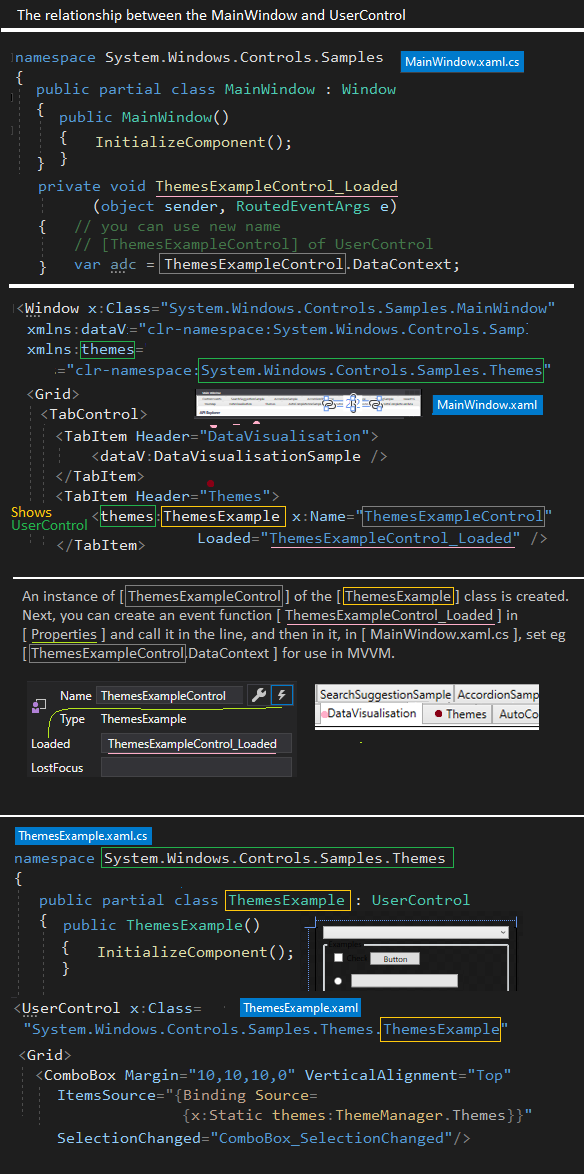 The relationship between the MainWindow and UserControl
namespace System.Windows.Controls.Samples
MainWindow.xaml.cs
{
public partial class MainWindow : Window
{
public MainWindow()
{ InitializeComponent();
} }
private void ThemesExampleControl_Loaded
(object sender, RoutedEventArgs e)
{ // you can use new name
// [ThemesExampleControl] of UserControl
} var adc = ThemesExampleControl.DataContext;
<Window x:Class="System.Windows.Controls.Samples.MainWindow"
xmlns:dataV="clr-namespace:System.Windows.Controls.Samp
xmlns:themes=
="clr-namespace:System.Windows.Controls.Samples.Themes"
<Grid>
<TabControl>
MainWindow.xaml
<TabItem Header="DataVisualisation">
<dataV:DataVisualisationSample />
</TabItem>
<TabItem Header="Themes">
Shows
UserControl
<themes:ThemesExample x:Name="ThemesExampleControl"
Loaded="ThemesExampleControl_Loaded" />
</TabItem>
An instance of [ ThemesExampleControl ] of the [ ThemesExample ] class is created.
Next, you can create an event function [ ThemesExampleControl_Loaded ] in
[ Properties ] and call it in the line, and then in it, in [ MainWindow.xaml.cs ], set eg
[ ThemesExampleControl.DataContext ] for use in MVVM.
Name ThemesExampleControl
Type ThemesExample
Loaded ThemesExampleControl_Loaded
LostFocus
SearchSuggestionSample AccordionSamp
DataVisualisation Themes AutoCo
ThemesExample.xaml.cs
namespace System.Windows.Controls.Samples.Themes
{
public partial class ThemesExample : UserControl
{ public ThemesExample()
{ InitializeComponent();
}
Examples
Check Button
<UserControl x:Class=
ThemesExample.xaml
"System.Windows.Controls.Samples.Themes.ThemesExample"
<Grid>
<ComboBox Margin="10,10,10,0" VerticalAlignment="Top"
ItemsSource="{Binding Source=
{x:Static themes:ThemeManager.Themes}}"
SelectionChanged="ComboBox_SelectionChanged"/>